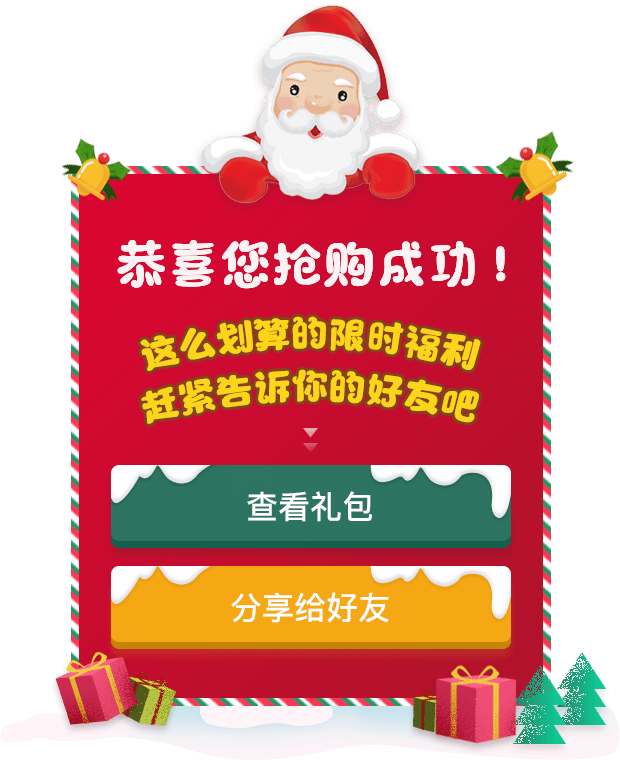 恭喜您抢购成功！
这么划算的限时福利
赶紧告诉你的好友吧
查看礼包
分享给好友